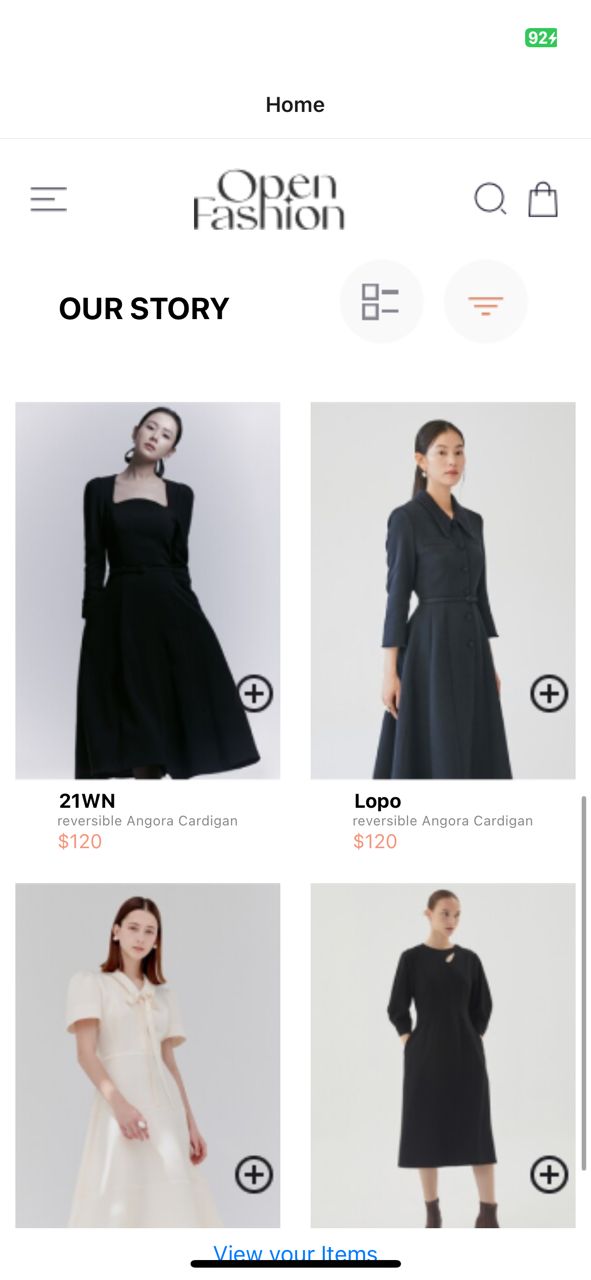 92
Home
Open
Fashion
OUR STORY
21WN
reversible Angora Cardigan
$120
Lopo
reversible Angora Cardigan
$120
View your Items